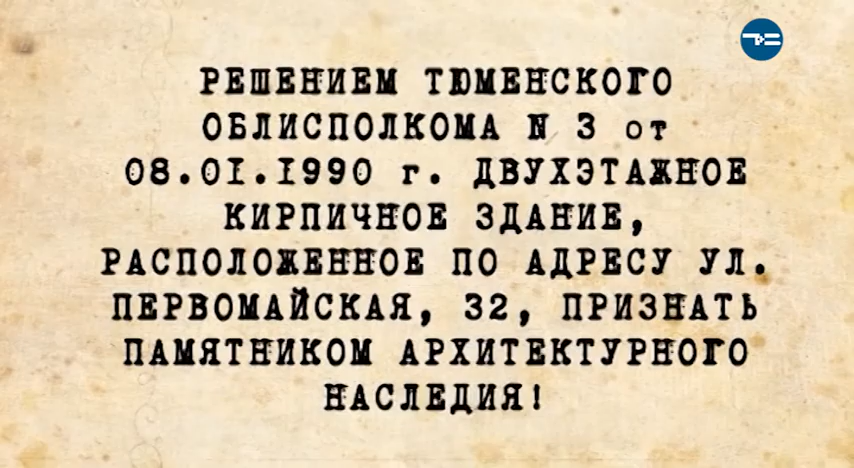 РЕШЕНИЕМ ТЮМЕНСКОГО
ОБЛИСПОЛКОМА N 3 от
08.01.1990 г. ДВУХЭТАЖНОЕ
КИРПИЧНОЕ ЗДАНИЕ,
РАСПОЛОЖЕННОЕ ПО АДРЕСУ УЛ.
ПЕРВОМАЙСКАЯ, 32, ПРИЗНАТЬ
ПАМЯТНИКОМ АРХИТЕКТУРНОГО
НАСЛЕДИЯ!